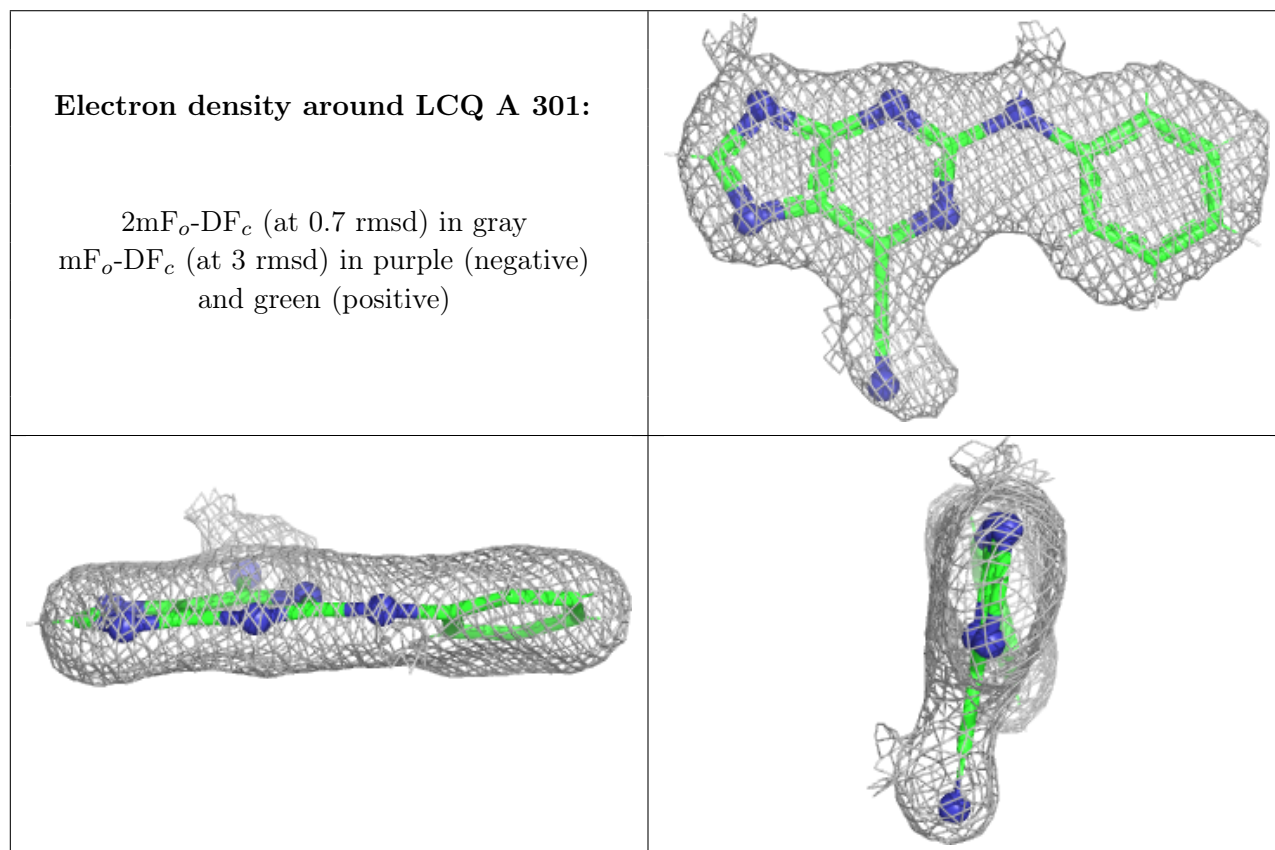 Electron density around LCQ A 301:
2mFo-DFc (at 0.7 rmsd) in gray
mFo-DFc (at 3 rmsd) in purple (negative)
and green (positive)